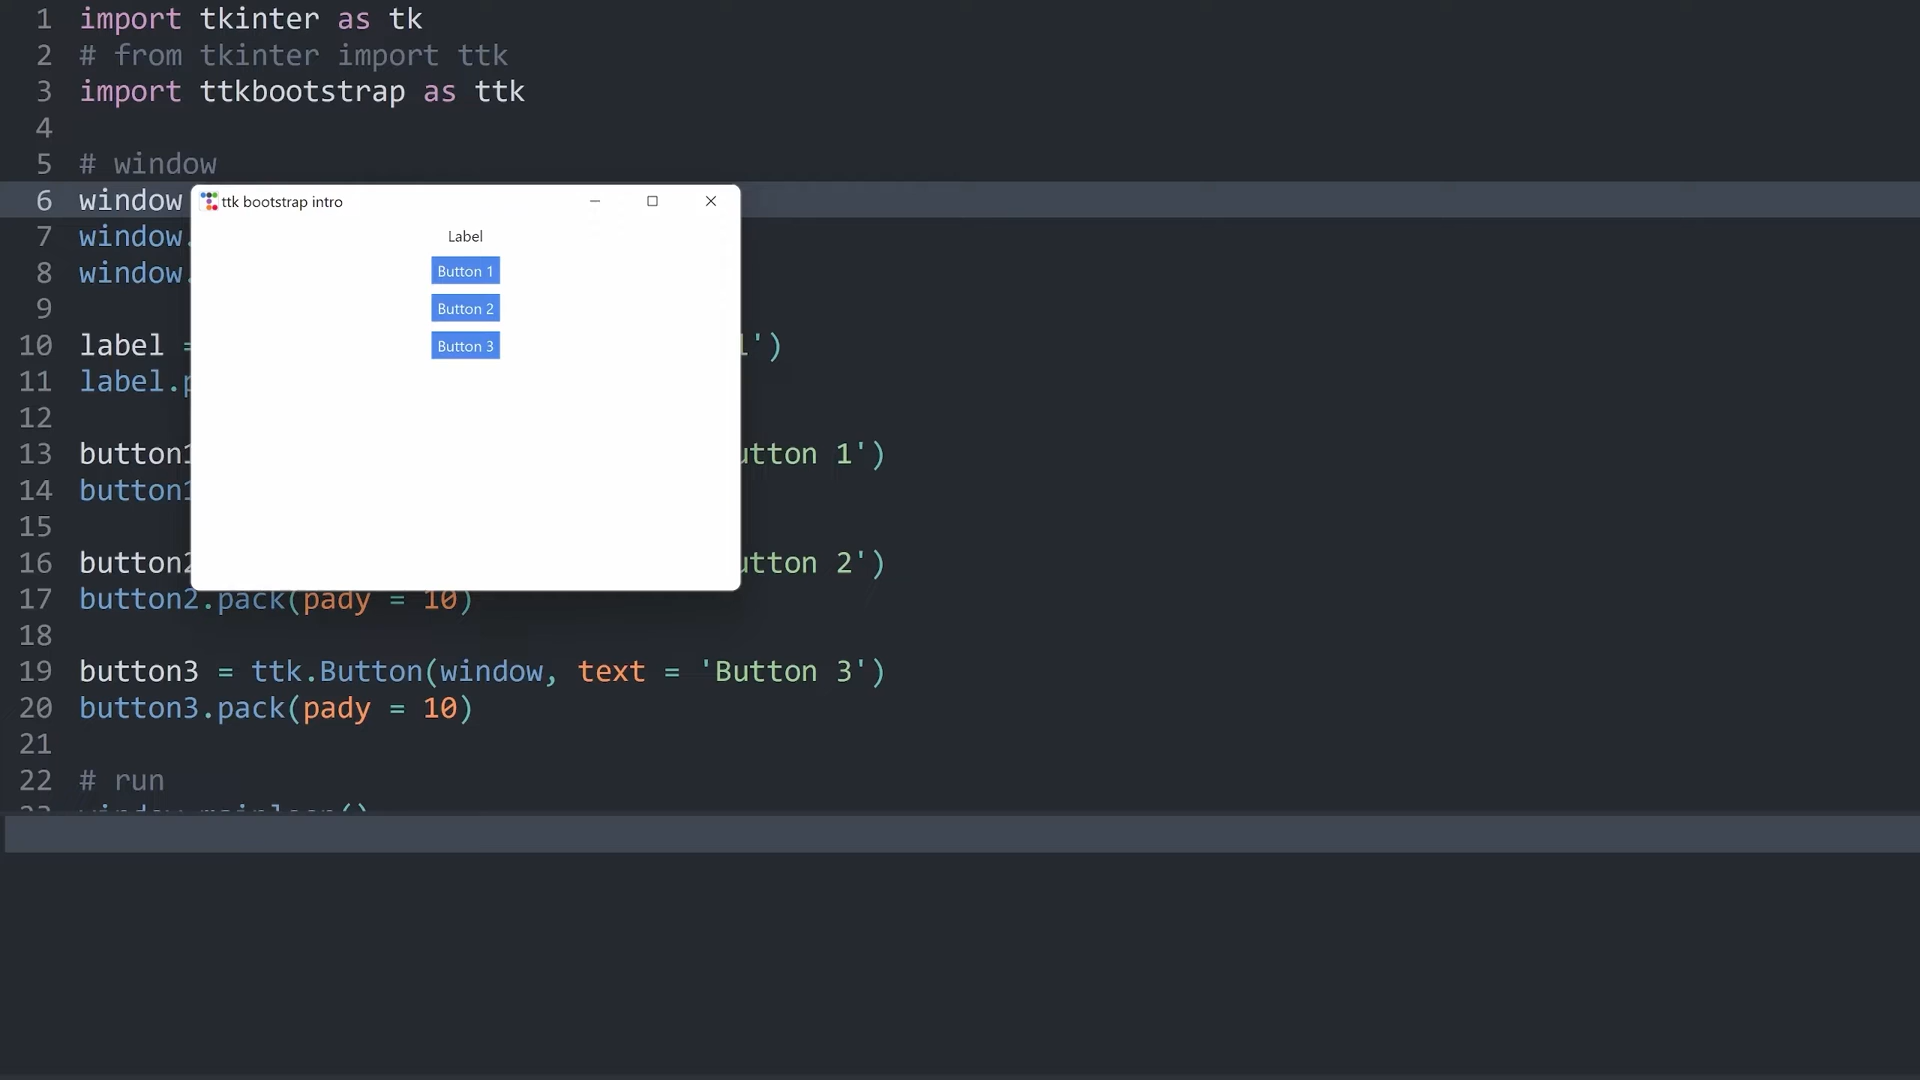 1 import tkinter as tk
2 # from tkinter import ttk
3 import ttkbootstrap as ttk
4
5 # window
6 window
7 window.
8 window.
9
10 label = l')
11 label.p
12
13 button1 utton 1')
14 button1
15
16 button2 utton 2')
17 button2.pack(pady = 10)
18
19 button3 = ttk.Button(window, text = 'Button 3')
20 button3.pack(pady = 10)
21
22 # run
23 window.mainloop()
ttk bootstrap intro
Label
Button 1
Button 2
Button 3